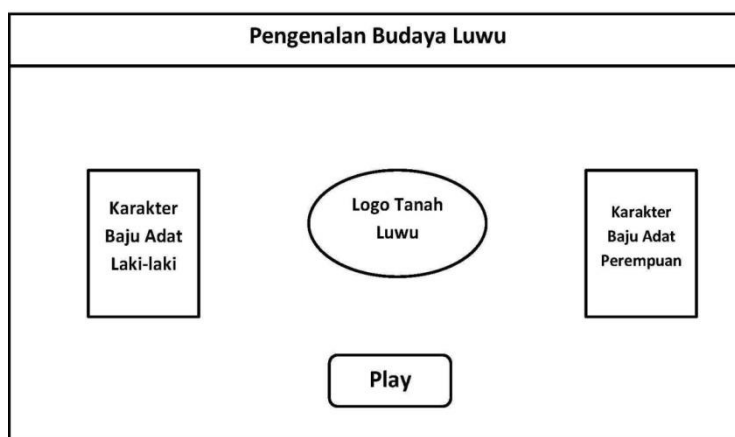 Pengenalan Budaya Luwu
Karakter
Baju Adat
Laki-laki
Logo Tanah
Luwu
Karakter
Baju Adat
Perempuan
Play